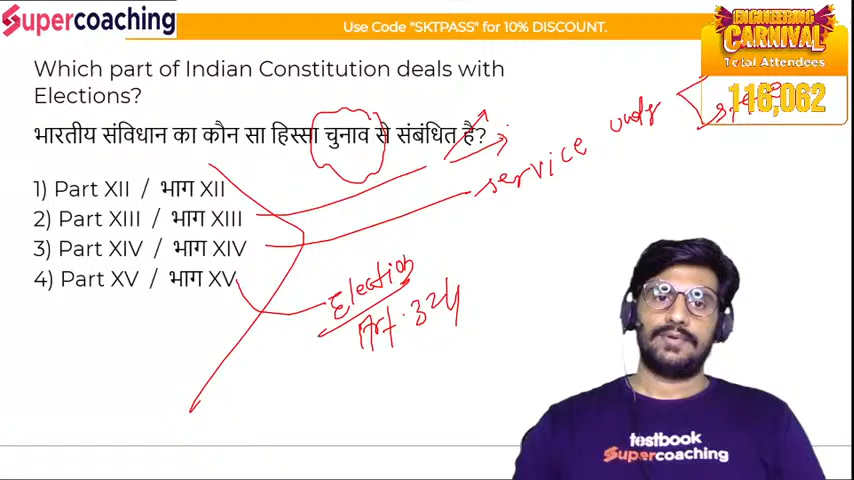 Supercoaching
Use Code "SKTPASS" for 10% DISCOUNT.
ENGINEERING
CARNIVAL
Total Attendees
116,062
Which part of Indian Constitution deals with
Elections?
भारतीय संविधान का कौन सा हिस्सा चुनाव से संबंधित है?
1) Part XII / भाग XII
2) Part XIII / भाग XIII
3) Part XIV / भाग XIV
4) Part XV / भाग XV
service
Election
Art. 324
testbook
Supercoaching